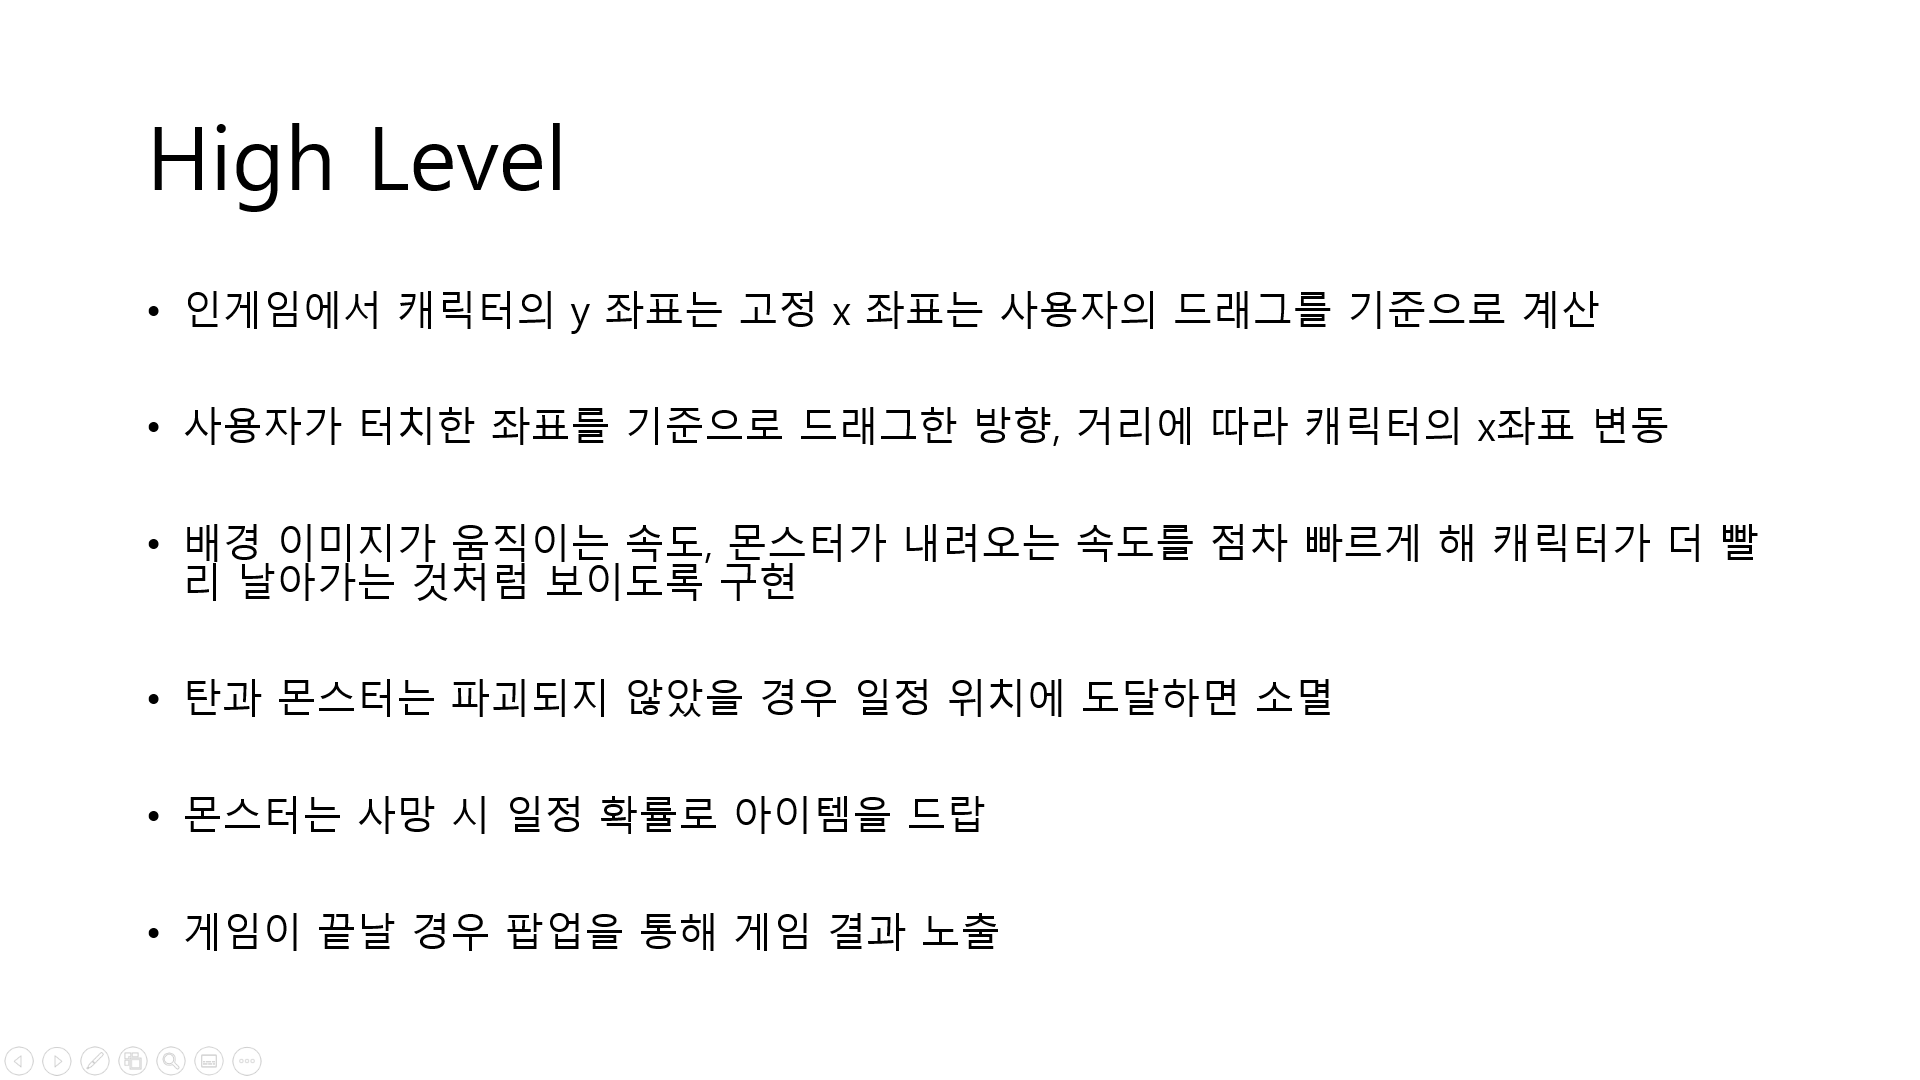 High Level
• 인게임에서 캐릭터의 y 좌표는 고정 x 좌표는 사용자의 드래그를 기준으로 계산
• 사용자가 터치한 좌표를 기준으로 드래그한 방향, 거리에 따라 캐릭터의 x좌표 변동
• 배경 이미지가 움직이는 속도, 몬스터가 내려오는 속도를 점차 빠르게 해 캐릭터가 더 빨
리 날아가는 것처럼 보이도록 구현
• 탄과 몬스터는 파괴되지 않았을 경우 일정 위치에 도달하면 소멸
• 몬스터는 사망 시 일정 확률로 아이템을 드랍
• 게임이 끝날 경우 팝업을 통해 게임 결과 노출